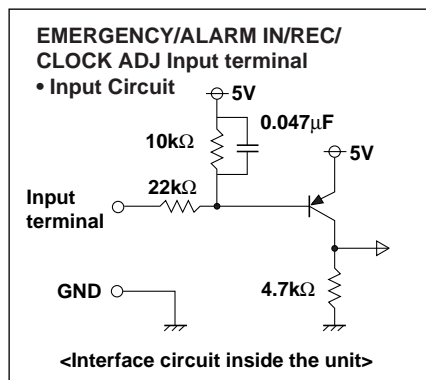 EMERGENCY/ALARM IN/REC/
CLOCK ADJ Input terminal
• Input Circuit
5V
0.047µF
10kΩ
5V
22kΩ
Input
terminal
GND
4.7kΩ
<Interface circuit inside the unit>